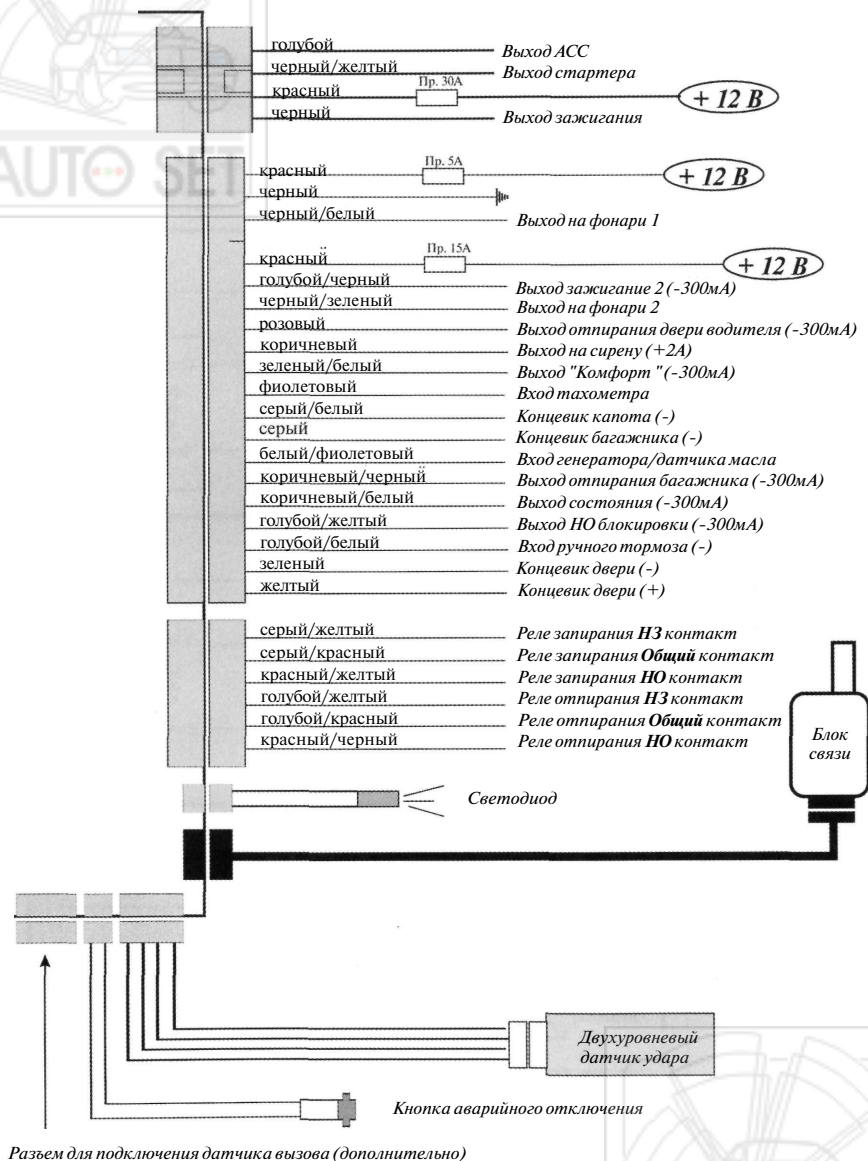 голубой Выход АСС
черный/желтый Выход стартера
красный Пр. 30А + 12 В
черный Выход зажигания
AUTO SET
красный Пр. 5А + 12 В
черный
черный/белый Выход на фонари 1
красный Пр. 15А + 12 В
голубой/черный Выход зажигание 2 (-300мА)
черный/зеленый Выход на фонари 2
розовый Выход отпирания двери водителя (-300мА)
коричневый Выход на сирену (+2А)
зеленый/белый Выход "Комфорт " (-300мА)
фиолетовый Вход тахометра
серый/белый Концевик капота (-)
серый Концевик багажника (-)
белый/фиолетовый Вход генератора/датчика масла
коричневый/черный Выход отпирания багажника (-300мА)
коричневый/белый Выход состояния (-300мА)
голубой/желтый Выход НО блокировки (-300мА)
голубой/белый Вход ручного тормоза (-)
зеленый Концевик двери (-)
желтый Концевик двери (+)
серый/желтый Реле запирания НЗ контакт
серый/красный Реле запирания Общий контакт
красный/желтый Реле запирания НО контакт
голубой/желтый Реле отпирания НЗ контакт
голубой/красный Реле отпирания Общий контакт
красный/черный Реле отпирания НО контакт
Блок
связи
Светодиод
Двухуровневый
датчик удара
Кнопка аварийного отключения
Разъем для подключения датчика вызова (дополнительно)